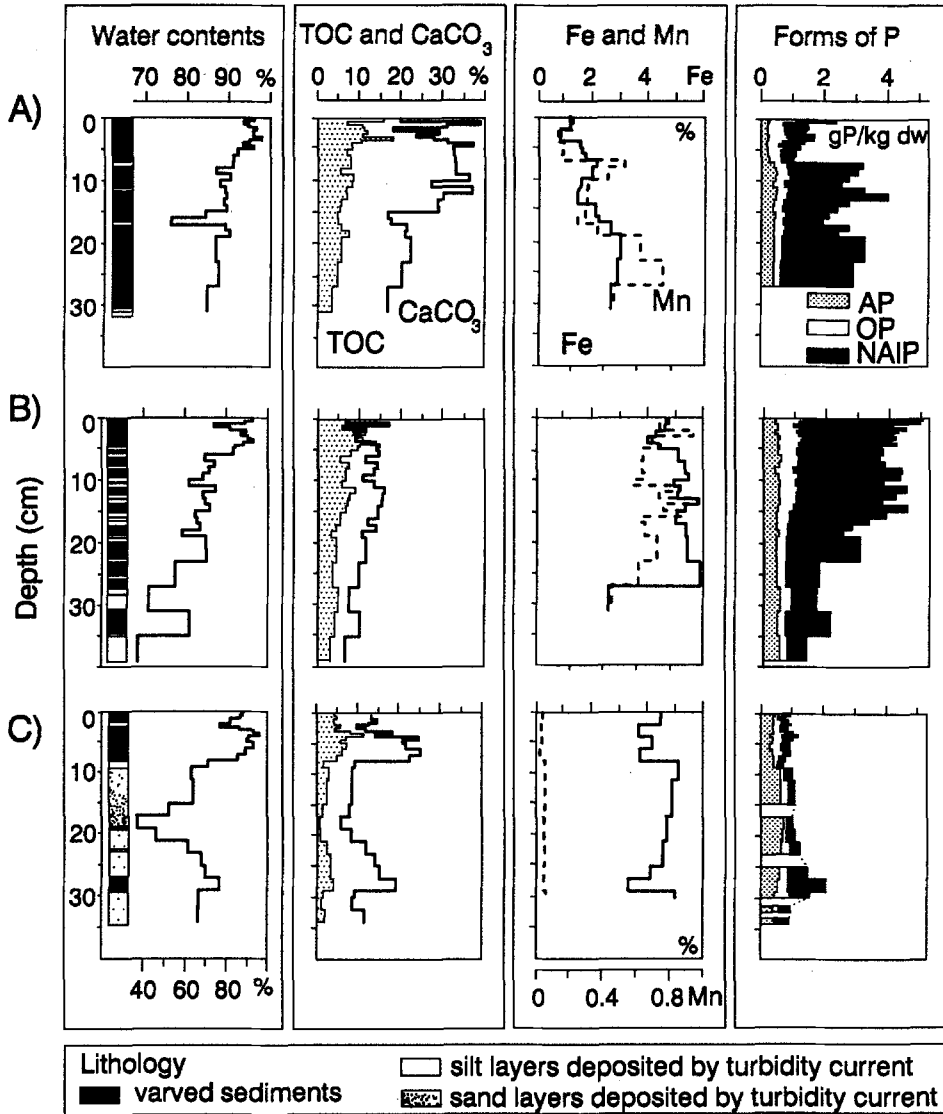 Water contents
TOC and CaCO3
Fe and Mn
Forms of P
70 80 90 %
0 10 20 30 %
0 2 4 Fe
0 2 4
A)
0
10
20
30
TOC
CaCO3
%
Fe
Mn
gP/kg dw
AP
OP
NAIP
B)
Depth (cm)
0
10
20
30
C)
0
10
20
30
%
40 60 80 %
0 0.4 0.8 Mn
Lithology
varved sediments
silt layers deposited by turbidity current
sand layers deposited by turbidity current